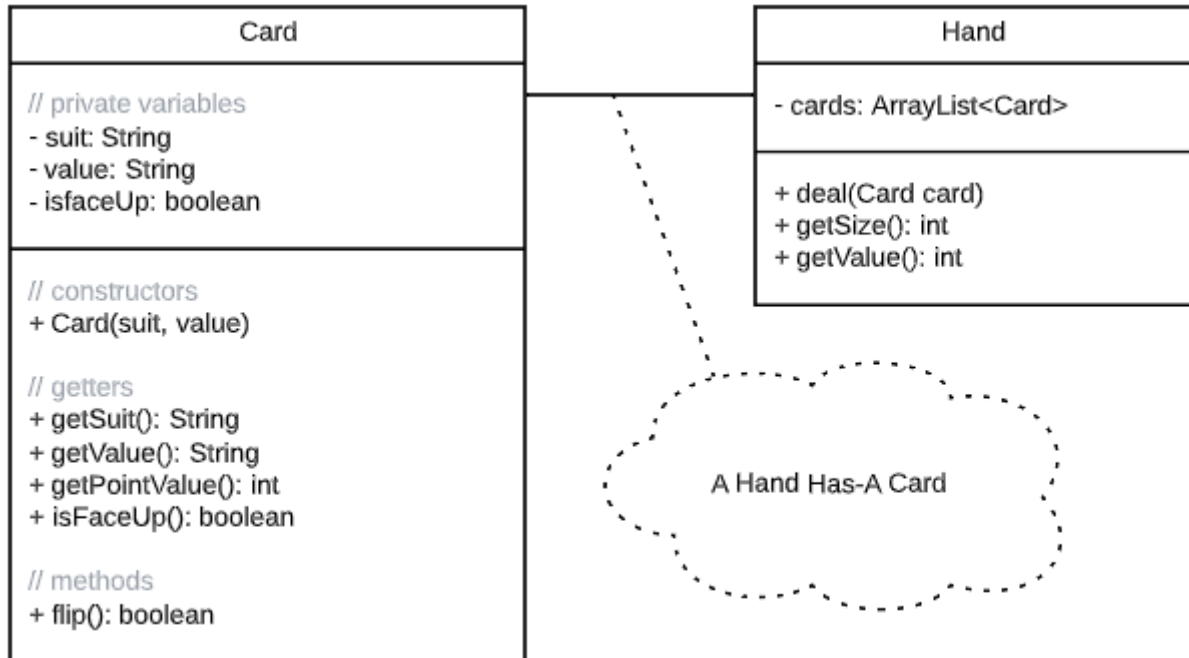 Card
// private variables
- suit: String
- value: String
- isfaceUp: boolean
// constructors
+ Card(suit, value)
// getters
+ getSuit(): String
+ getValue(): String
+ getPointValue(): int
+ isFaceUp(): boolean
// methods
+ flip(): boolean
Hand
- cards: ArrayList<Card>
+ deal(Card card)
+ getSize(): int
+ getValue(): int
A Hand Has-A Card